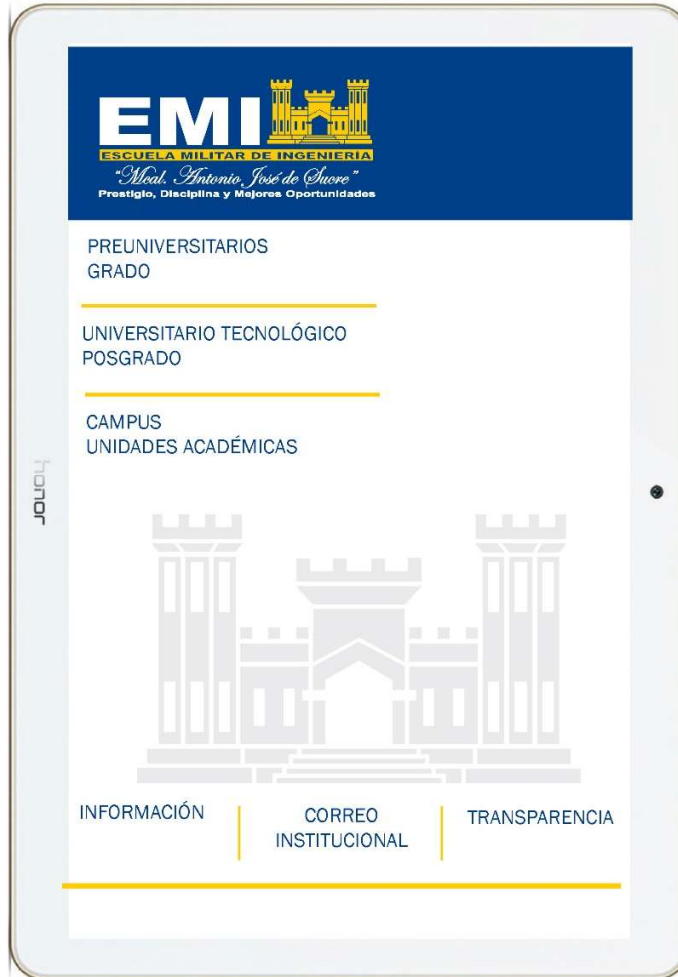 EMI
ESCUELA MILITAR DE INGENIERIA
"Mcal. Antonio José de Sucre"
Prestigio, Disciplina y Mejores Oportunidades
PREUNIVERSITARIOS
GRADO
UNIVERSITARIO TECNOLÓGICO
POSGRADO
CAMPUS
UNIDADES ACADÉMICAS
honor
INFORMACIÓN
CORREO
INSTITUCIONAL
TRANSPARENCIA